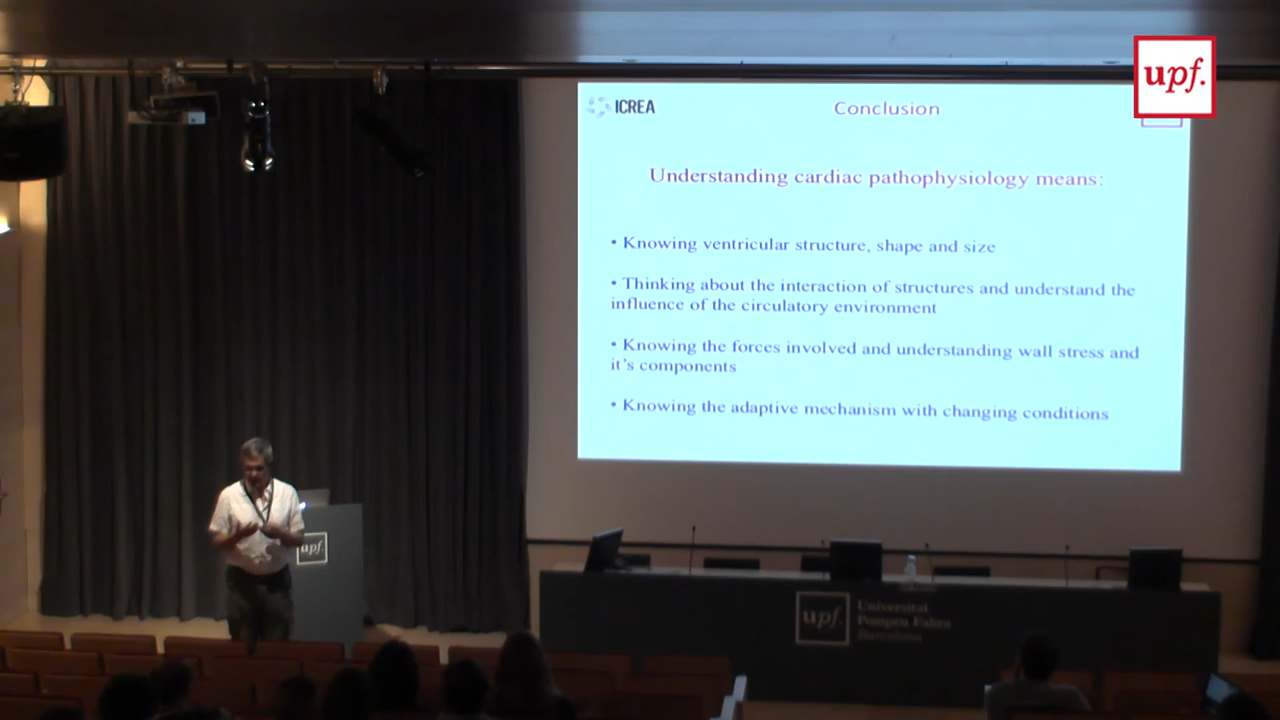 upf.
ICREA
Conclusion
Understanding cardiac pathophysiology means:
• Knowing ventricular structure, shape and size
• Thinking about the interaction of structures and understand the
influence of the circulatory environment
• Knowing the forces involved and understanding wall stress and
it's components
• Knowing the adaptive mechanism with changing conditions
upf.
upf.
Universitat
Pompeu Fabra
Barcelona